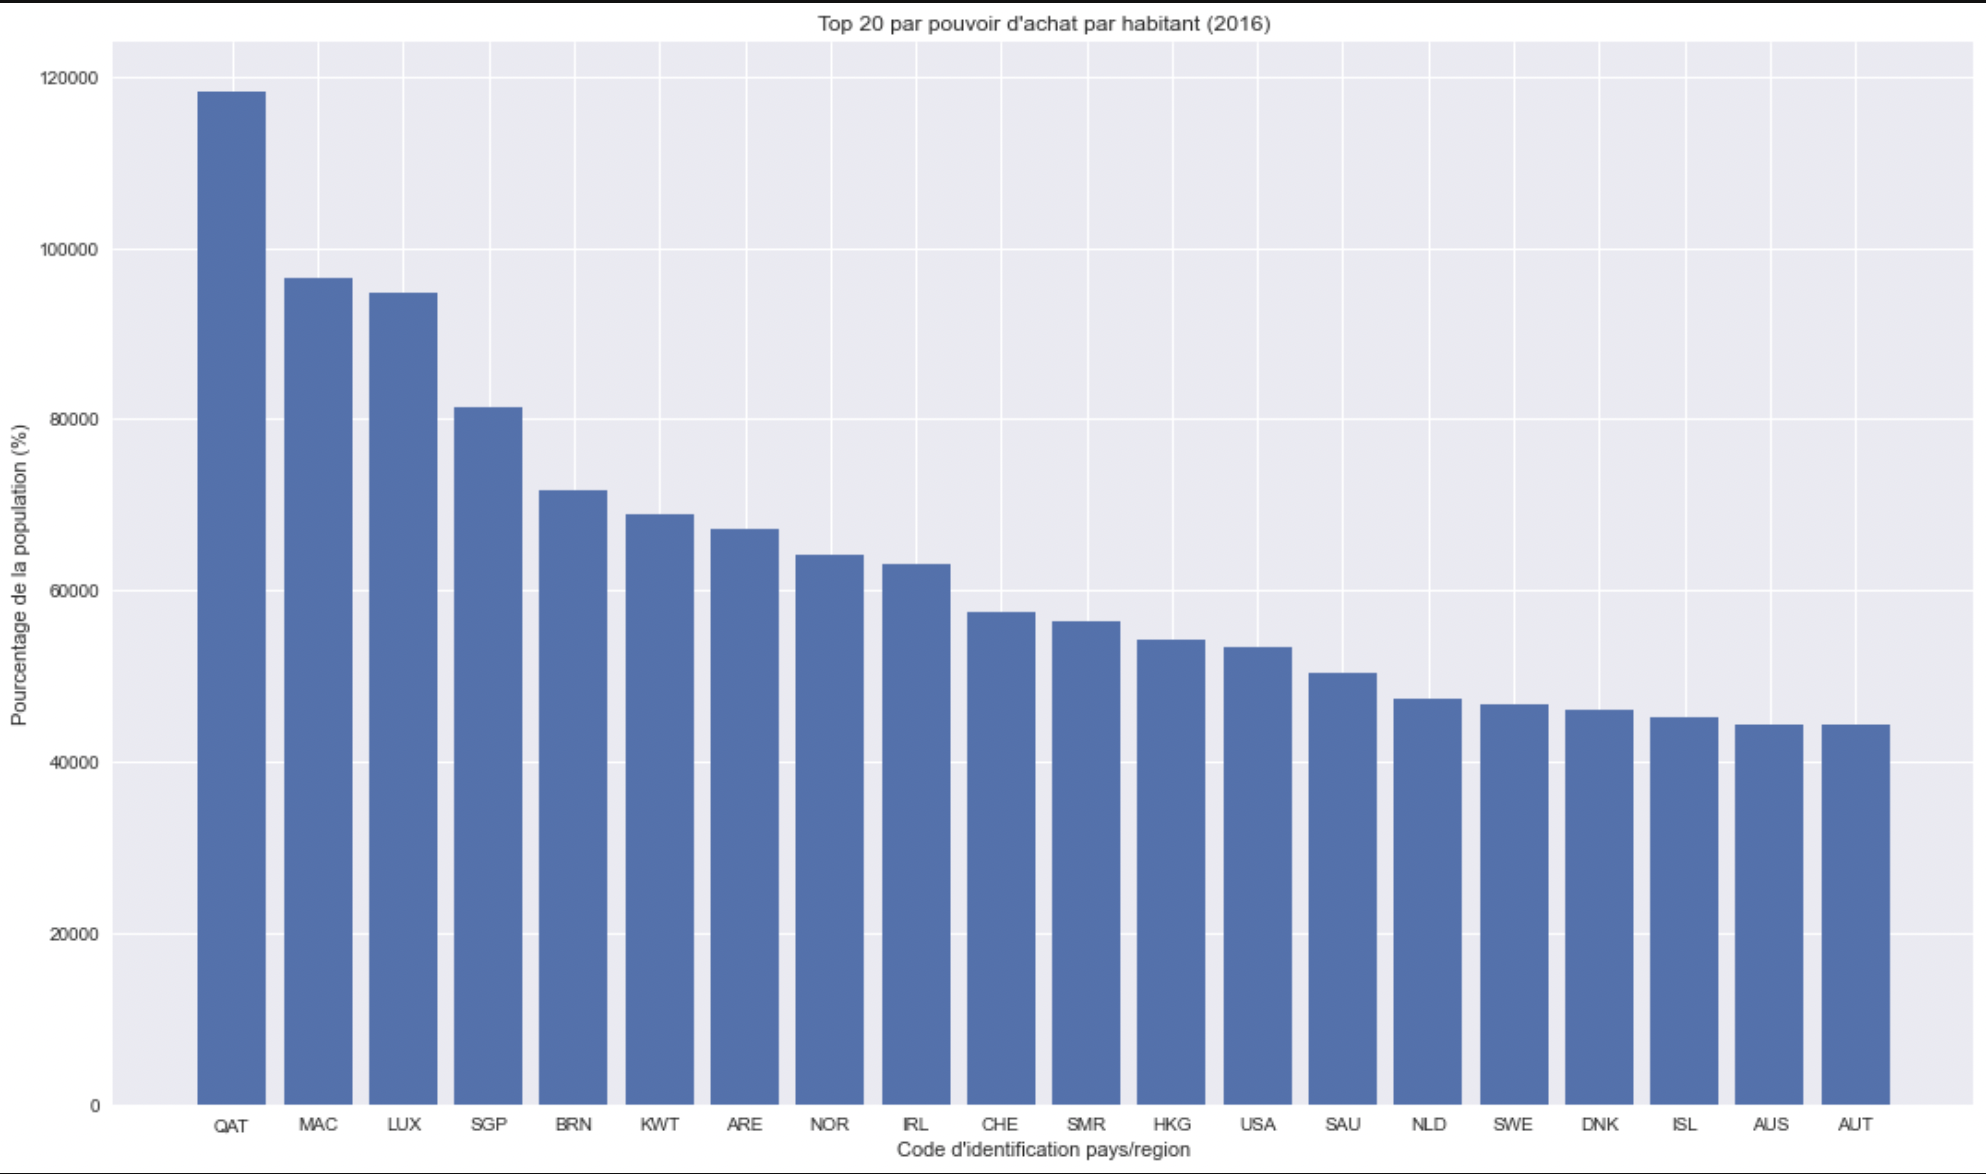 Top 20 par pouvoir d'achat par habitant (2016)
120000
100000
80000
60000
40000
20000
0
Pourcentage de la population (%)
QAT MAC LUX SGP BRN KWT ARE NOR IRL CHE SMR HKG USA SAU NLD SWE DNK ISL AUS AUT
Code d'identification pays/region